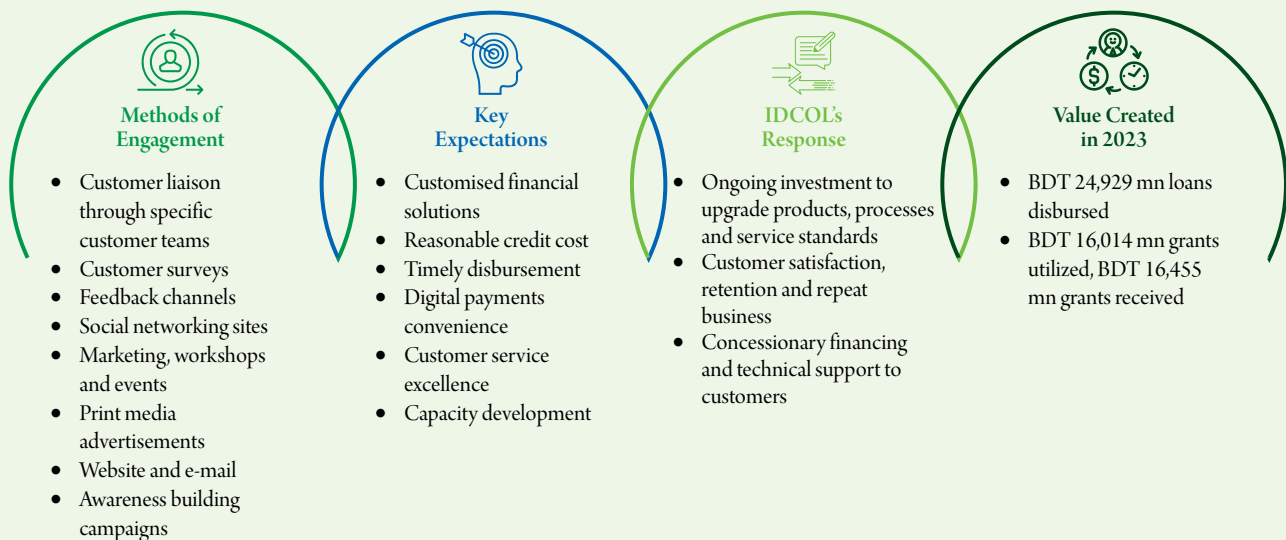 Methods of
Engagement
• Customer liaison
through specific
customer teams
• Customer surveys
• Feedback channels
• Social networking sites
• Marketing, workshops
and events
• Print media
advertisements
• Website and e-mail
• Awareness building
campaigns
Key
Expectations
• Customised financial
solutions
• Reasonable credit cost
• Timely disbursement
• Digital payments
convenience
• Customer service
excellence
• Capacity development
IDCOL's
Response
• Ongoing investment to
upgrade products, processes
and service standards
• Customer satisfaction,
retention and repeat
business
• Concessionary financing
and technical support to
customers
$
Value Created
in 2023
• BDT 24,929 mn loans
disbursed
• BDT 16,014 mn grants
utilized, BDT 16,455
mn grants received